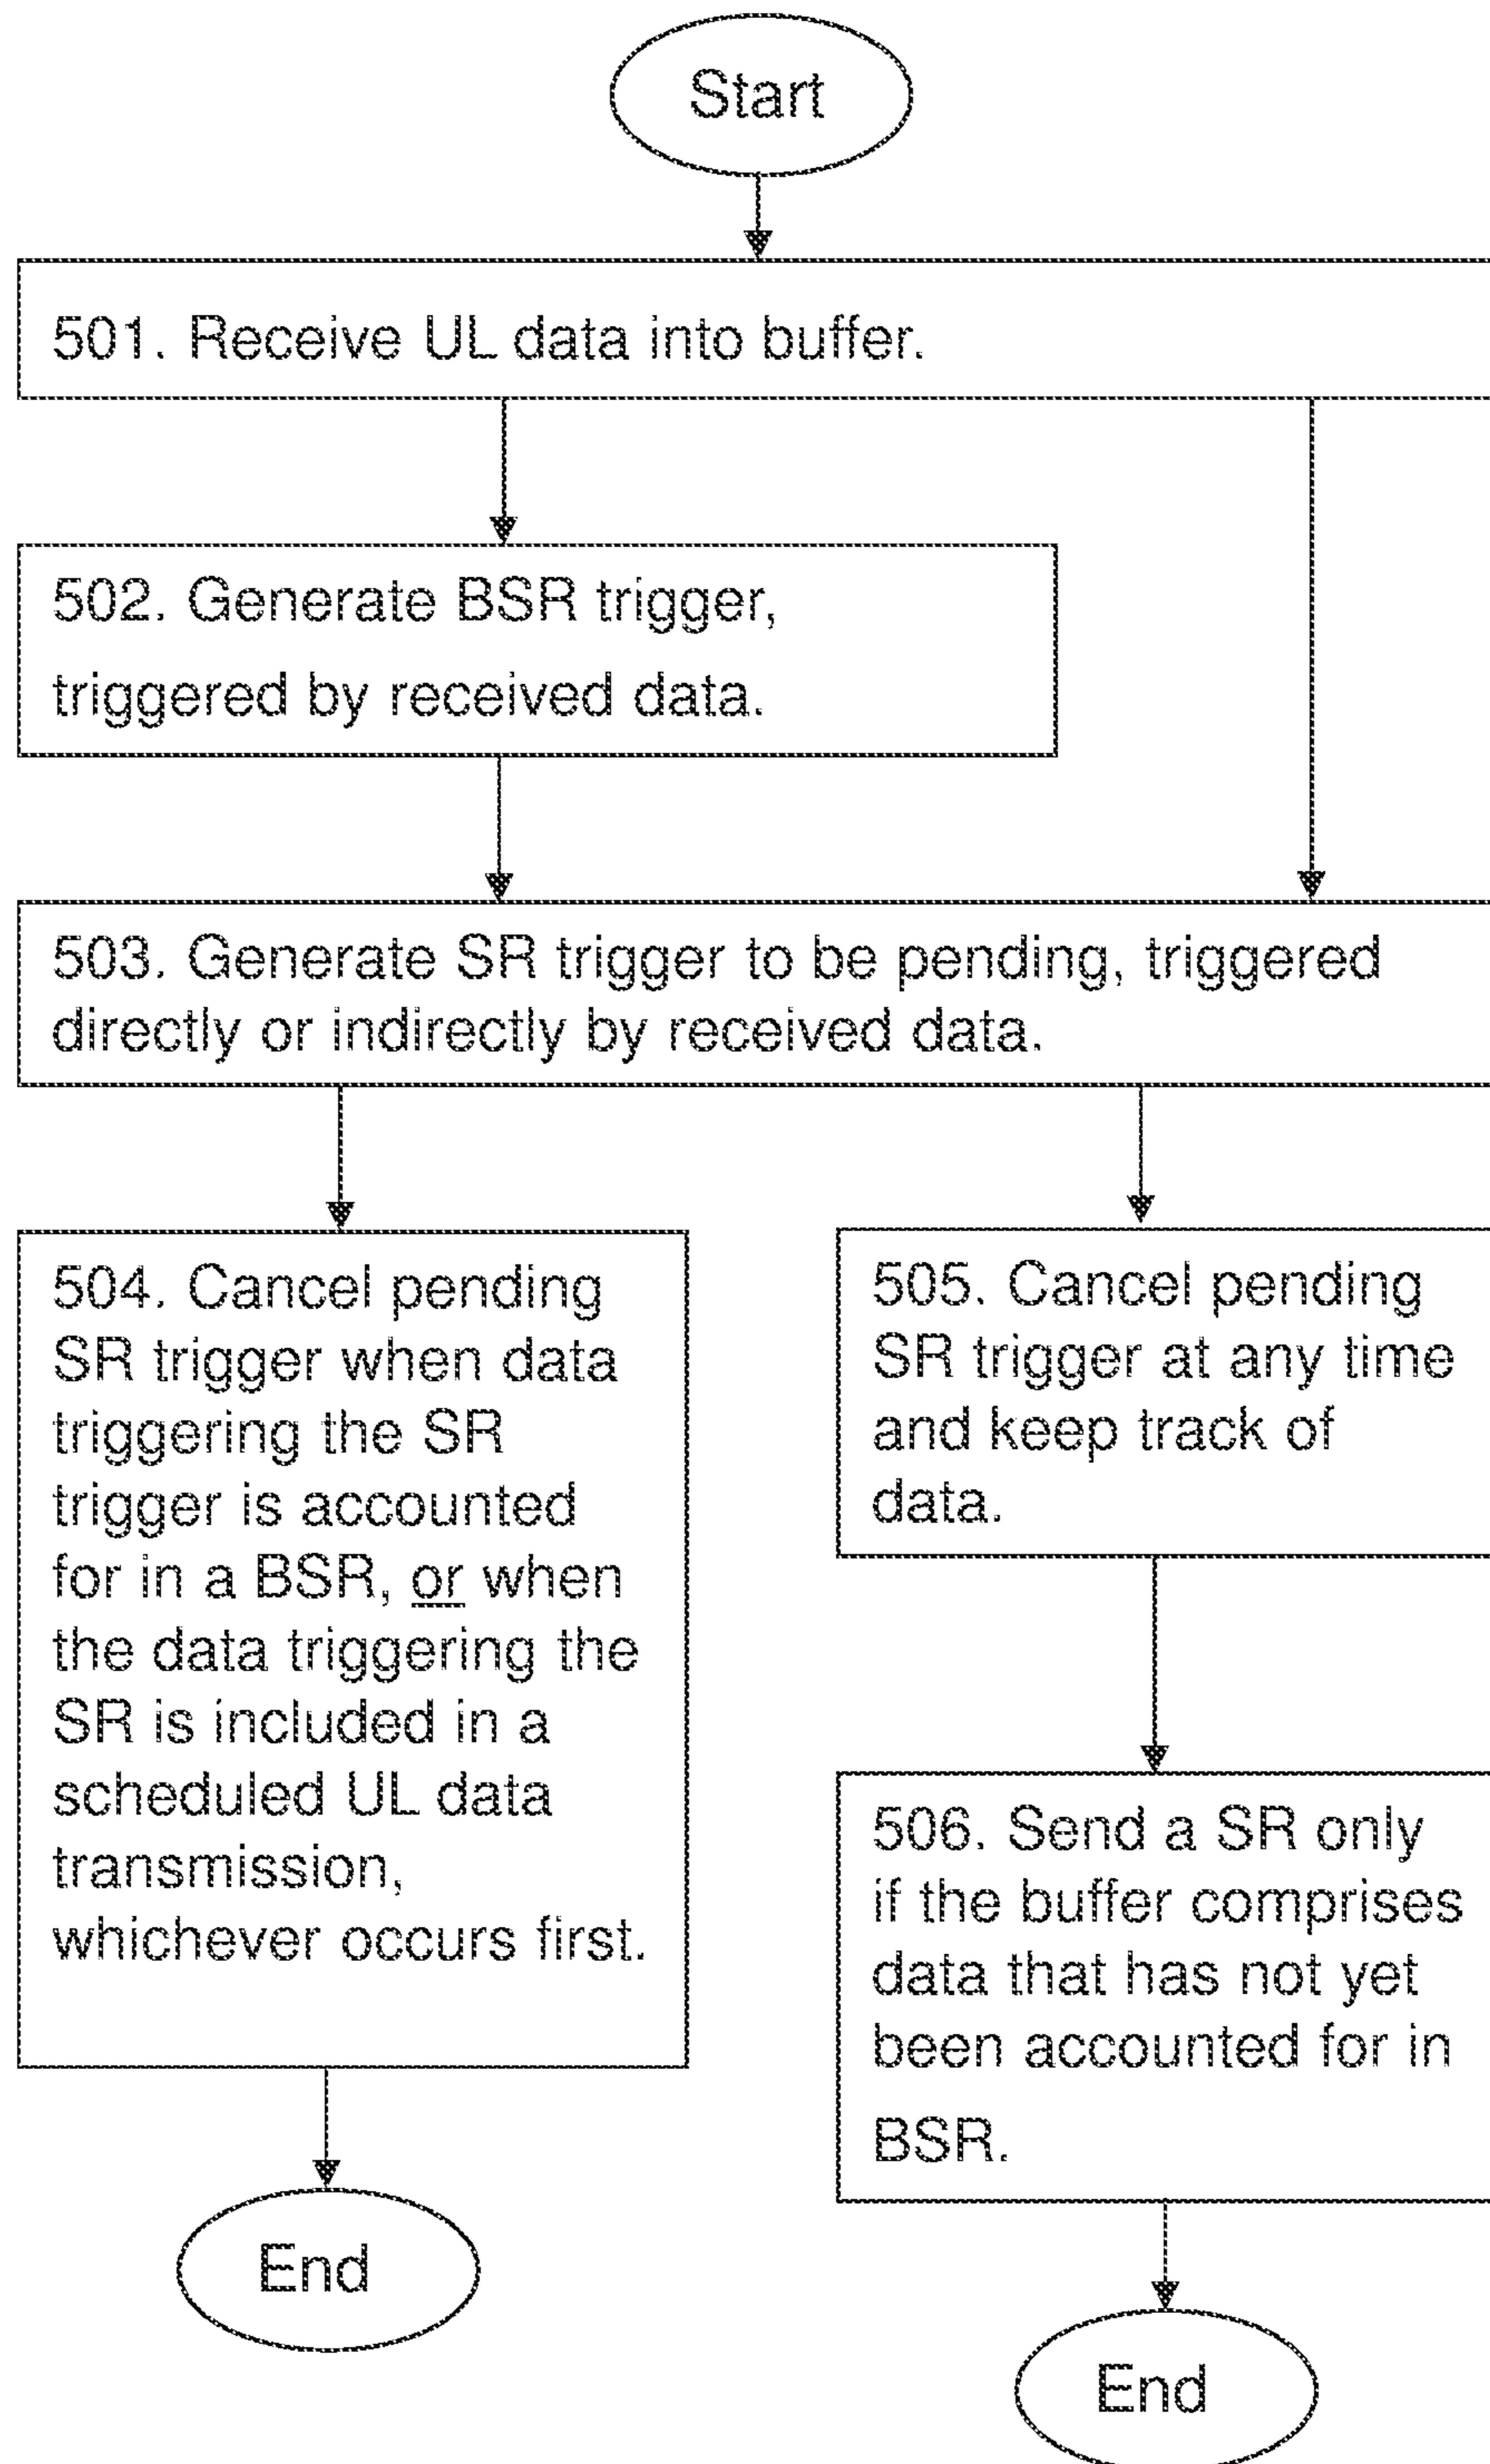 Start
501. Receive UL data into buffer.
502. Generate BSR trigger,
triggered by received data.
503. Generate SR trigger to be pending, triggered
directly or indirectly by received data.
504. Cancel pending
SR trigger when data
triggering the SR
trigger is accounted
for in a BSR, or when
the data triggering the
SR is included in a
scheduled UL data
transmission,
whichever occurs first.
End
505. Cancel pending
SR trigger at any time
and keep track of
data.
506. Send a SR only
if the buffer comprises
data that has not yet
been accounted for in
BSR.
End